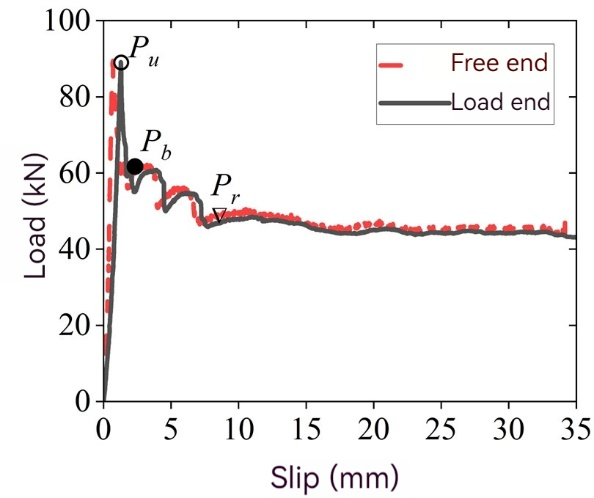 100
80
60
40
20
0
Load (kN)
P_u
P_b
P_r
Free end
Load end
0 5 10 15 20 25 30 35
Slip (mm)